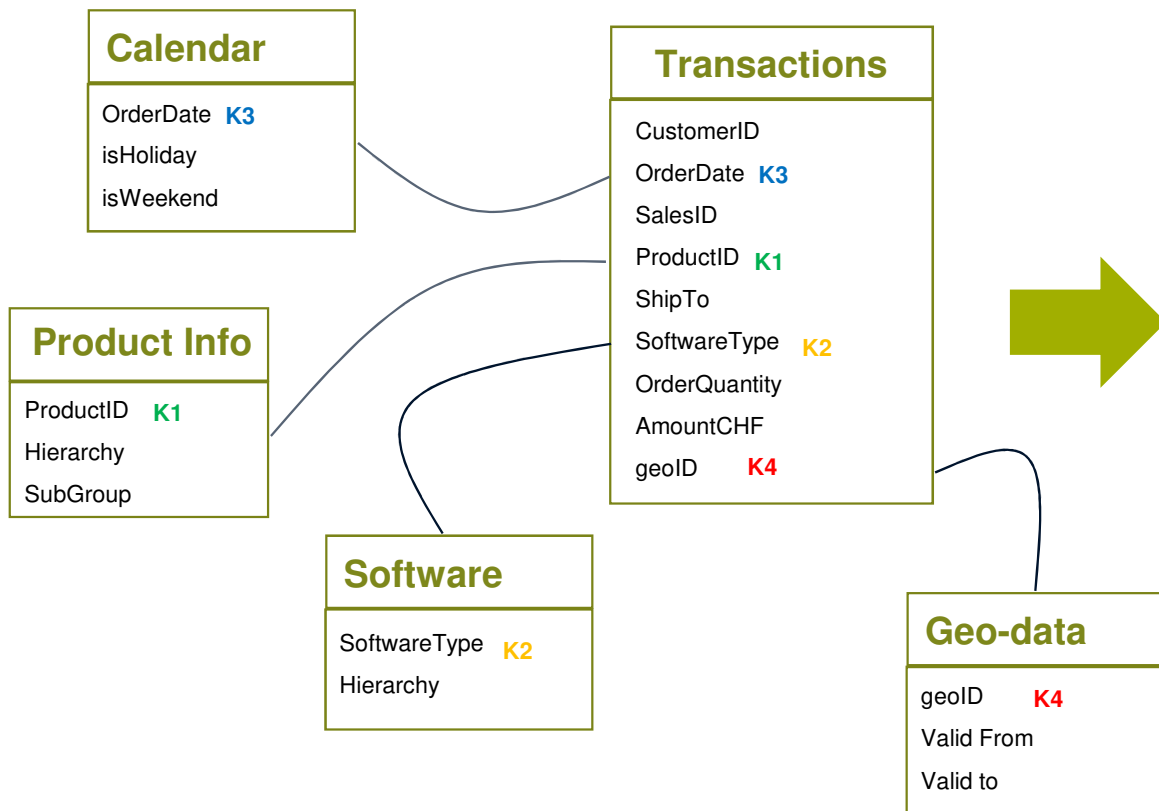 Calendar
OrderDate K3
isHoliday
isWeekend
Transactions
CustomerID
OrderDate K3
SalesID
ProductID K1
ShipTo
SoftwareType K2
OrderQuantity
AmountCHF
geoID K4
Product Info
ProductID K1
Hierarchy
SubGroup
Software
SoftwareType K2
Hierarchy
Geo-data
geoID K4
Valid From
Valid to